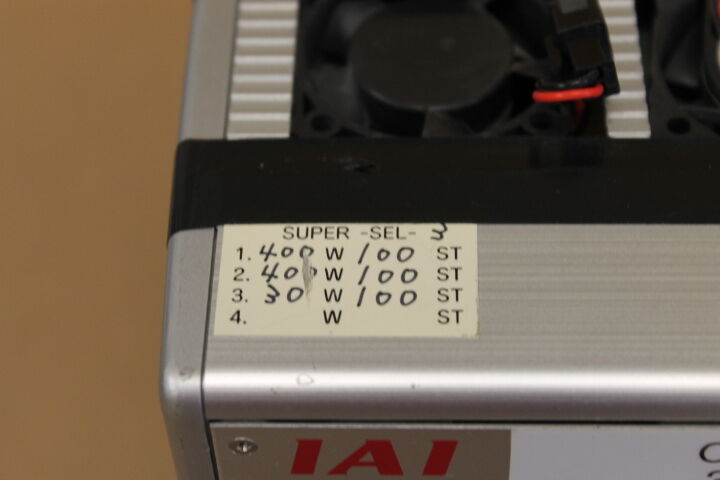 SUPER -SEL- 3
1. 400 W 100 ST
2. 400 W 100 ST
3. 30 W 100 ST
4. W ST
IAI